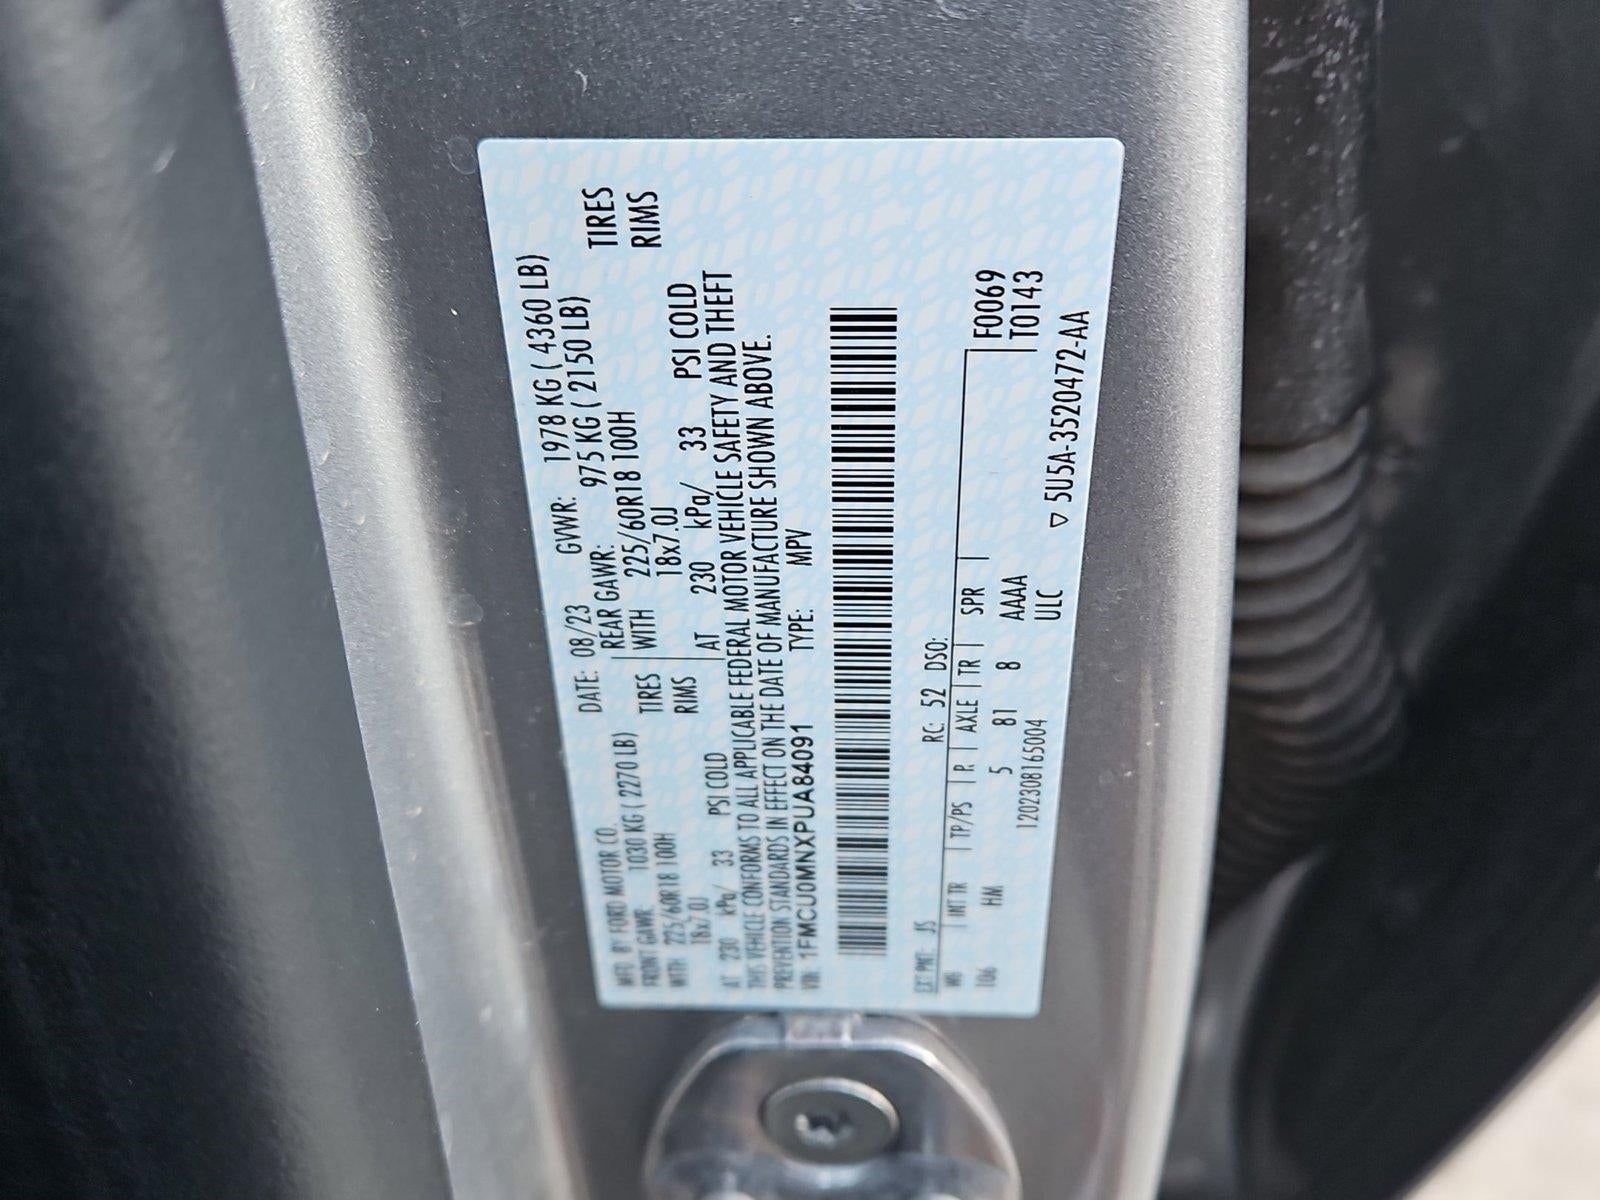 MFD. BY FORD MOTOR CO.
DATE: 08/23 GVWR: 1978 KG ( 4360 LB)
FRONT GAWR 1030 KG ( 2270 LB) REAR GAWR: 975 KG ( 2150 LB)
WITH 225/60R18 100H TIRES WITH 225/60R18 100H TIRES
18x7.0J RIMS 18x7.0J RIMS
AT 230 kPa/ 33 PSI COLD AT 230 kPa/ 33 PSI COLD
THIS VEHICLE CONFORMS TO ALL APPLICABLE FEDERAL MOTOR VEHICLE SAFETY AND THEFT
PREVENTION STANDARDS IN EFFECT ON THE DATE OF MANUFACTURE SHOWN ABOVE.
VIN: 1FMCU0MNXPUA84091 TYPE: MPV
EXT PNT: JS RC: 52 DSO: F0069
WB INT TR TP/PS R AXLE TR SPR T0143
106 HM 5 81 8 AAAA
1202308165004 ULC
▽ 5U5A-3520472-AA